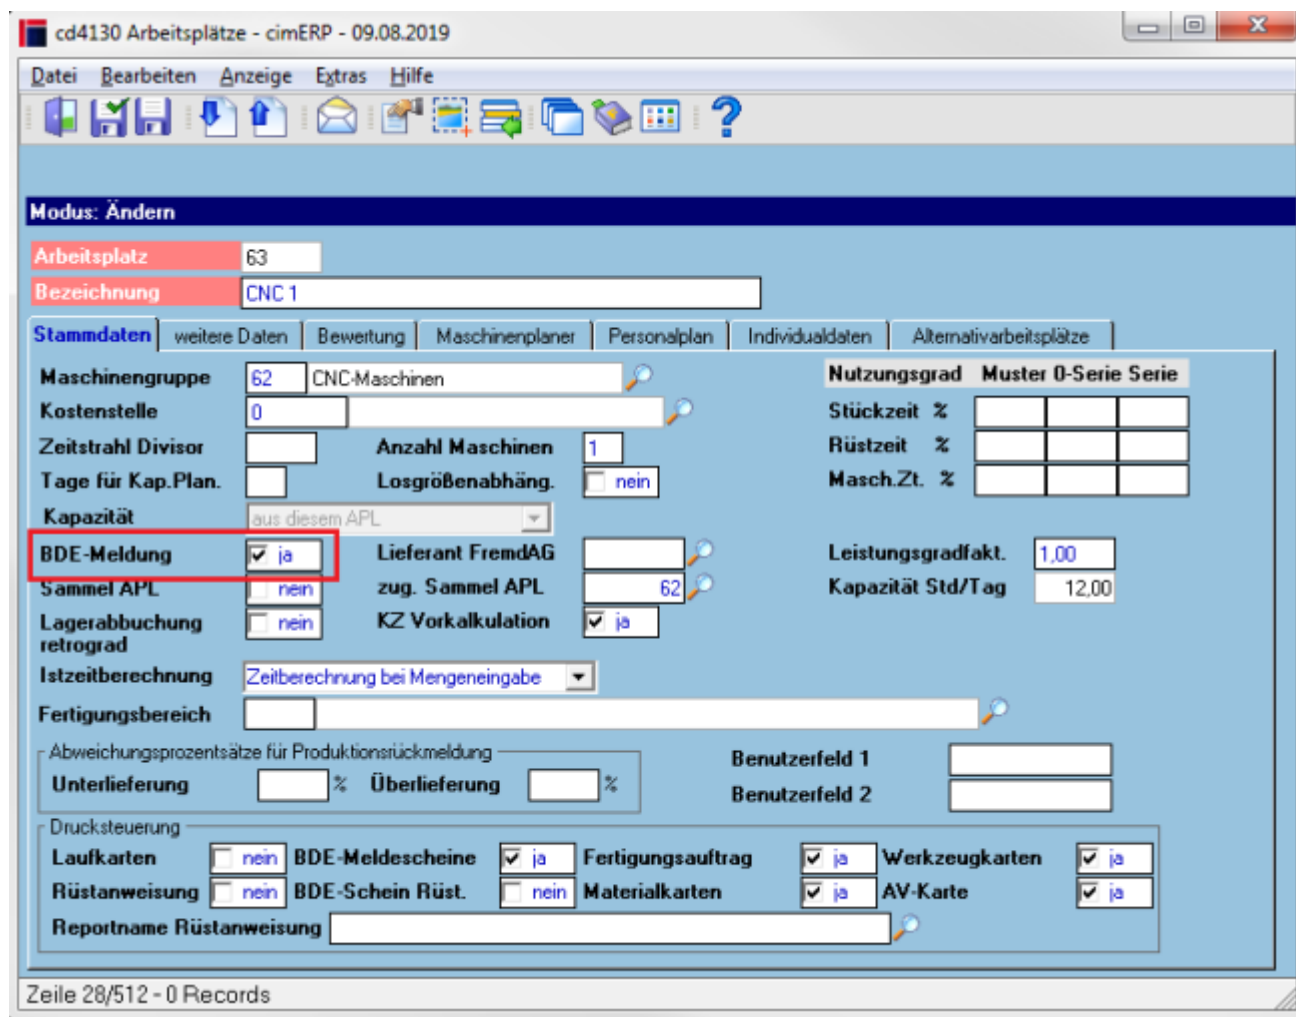 cd4130 Arbeitsplätze - cimERP - 09.08.2019
Datei Bearbeiten Anzeige Extras Hilfe
Modus: Ändern
Arbeitsplatz 63
Bezeichnung CNC 1
Stammdaten weitere Daten Bewertung Maschinenplaner Personalplan Individualdaten Alternativarbeitsplätze
Maschinengruppe 62 CNC-Maschinen Nutzungsgrad Muster 0-Serie Serie
Kostenstelle 0 Stückzeit %
Zeitstrahl Divisor Anzahl Maschinen 1 Rüstzeit %
Tage für Kap.Plan. Losgrößenabhäng. nein Masch.Zt. %
Kapazität aus diesem APL
BDE-Meldung ja Lieferant FremdAG Leistungsgradfakt. 1,00
Sammel APL nein zug. Sammel APL 62 Kapazität Std/Tag 12,00
Lagerabbuchung nein KZ Vorkalkulation ja
retrograd
Istzeitberechnung Zeitberechnung bei Mengeneingabe
Fertigungsbereich
Abweichungsprozentsätze für Produktionsrückmeldung
Unterlieferung % Überlieferung % Benutzerfeld 1
Benutzerfeld 2
Drucksteuerung
Laufkarten nein BDE-Meldescheine ja Fertigungsauftrag ja Werkzeugkarten ja
Rüstanweisung nein BDE-Schein Rüst. nein Materialkarten ja AV-Karte ja
Reportname Rüstanweisung
Zeile 28/512 - 0 Records